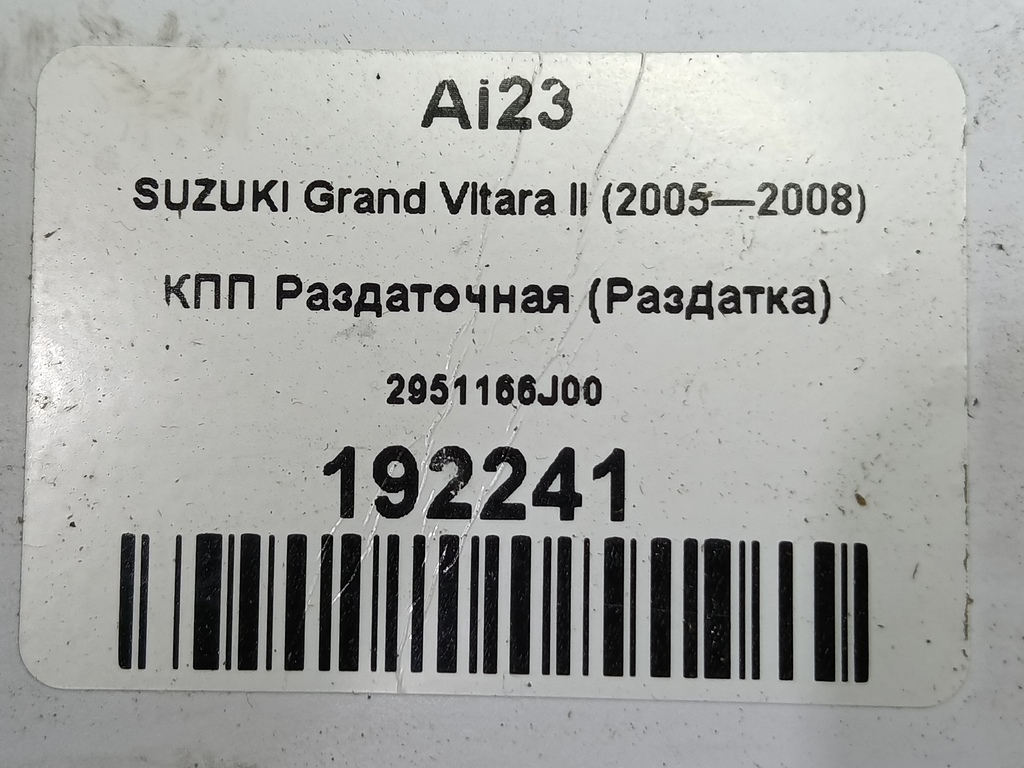 Ai23
SUZUKI Grand Vitara II (2005—2008)
КПП Раздаточная (Раздатка)
2951166J00
192241